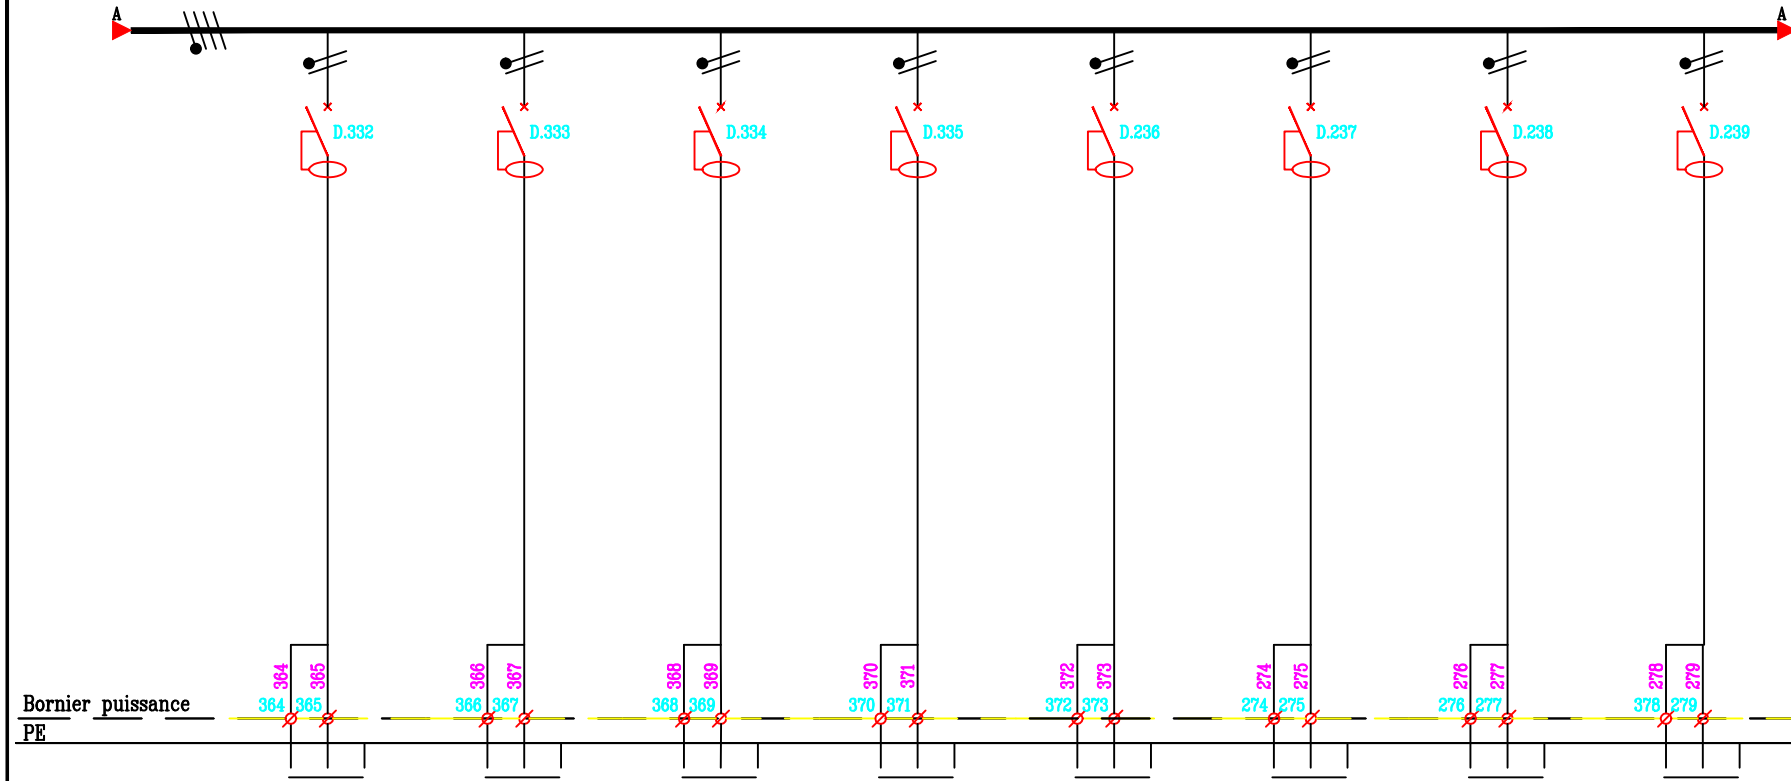 A A
D.332 D.333 D.334 D.335 D.236 D.237 D.238 D.239
364 365 366 367 368 369 370 371 372 373 274 275 276 277 278 279
Bornier puissance 364 365 366 367 368 369 370 371 372 373 274 275 276 277 378 279
PE